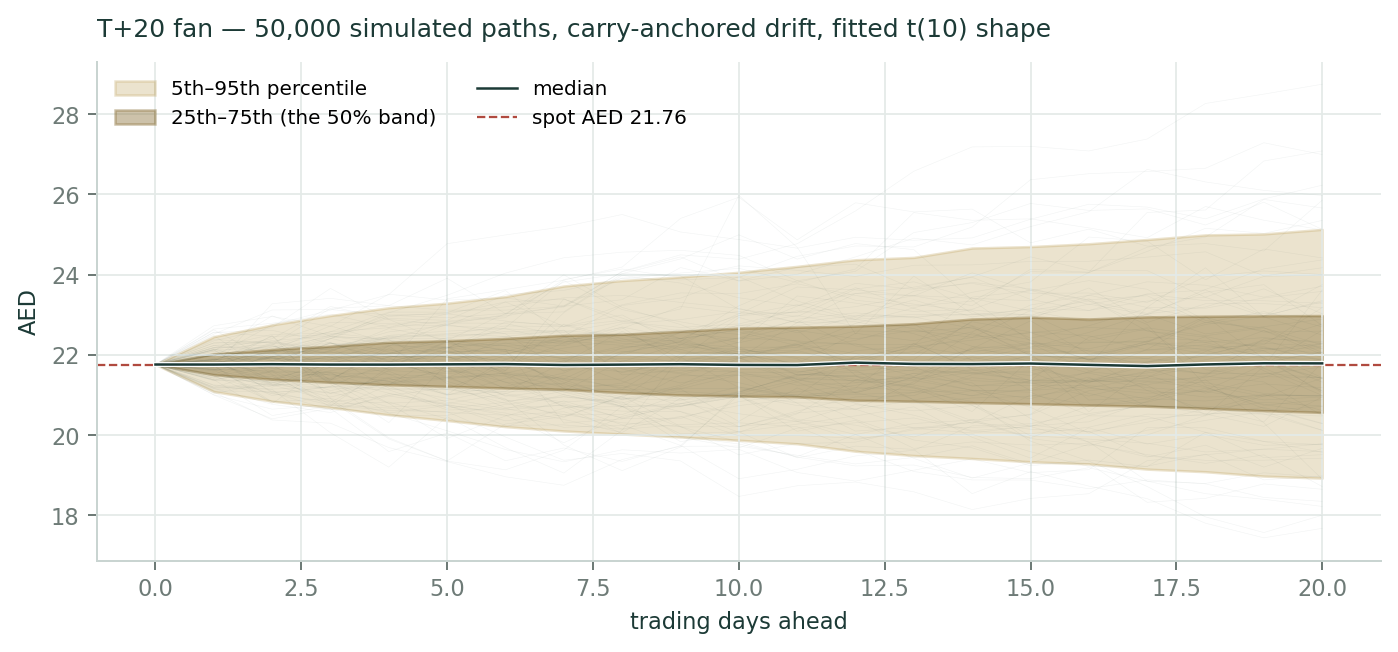 T+20 fan — 50,000 simulated paths, carry-anchored drift, fitted t(10) shape
5th–95th percentile
25th–75th (the 50% band)
median
spot AED 21.76
AED
28
26
24
22
20
18
0.0 2.5 5.0 7.5 10.0 12.5 15.0 17.5 20.0
trading days ahead